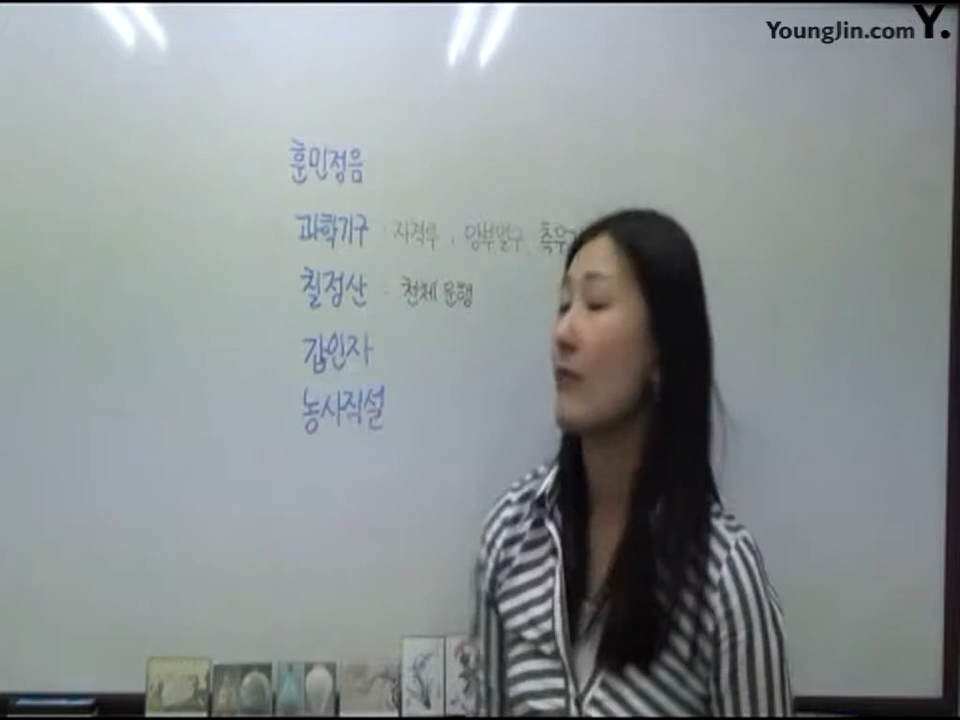 YoungJin.com Y.
훈민정음
과학기구 : 자격루, 앙부일구, 측우
칠정산 : 천체 운행
갑인자
농사직설